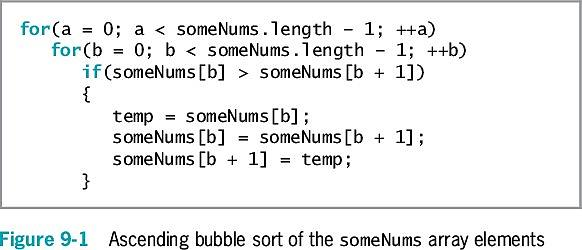 for(a = 0; a < someNums.length - 1; ++a)
   for(b = 0; b < someNums.length - 1; ++b)
      if(someNums[b] > someNums[b + 1])
      {
         temp = someNums[b];
         someNums[b] = someNums[b + 1];
         someNums[b + 1] = temp;
      }
Figure 9-1 Ascending bubble sort of the someNums array elements